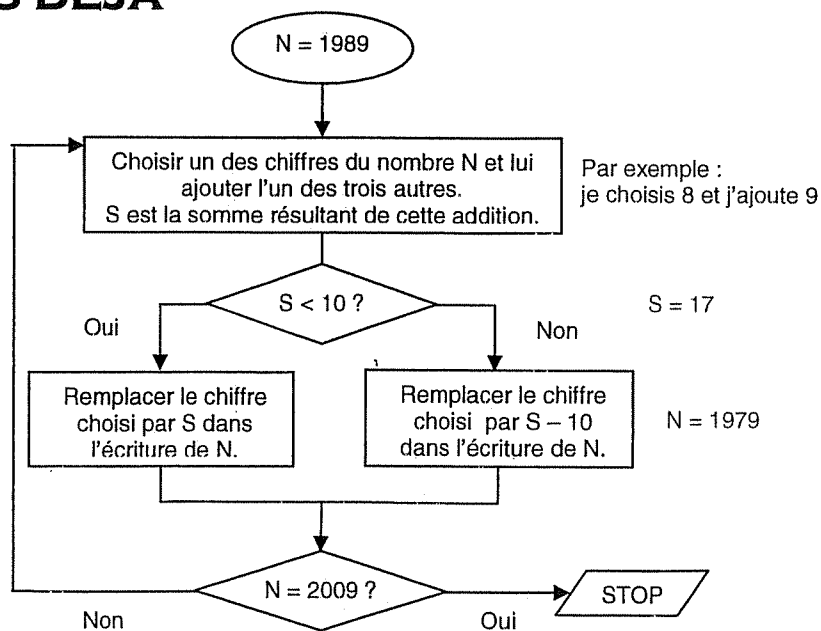 DEJA
N = 1989
Choisir un des chiffres du nombre N et lui
ajouter l'un des trois autres.
S est la somme résultant de cette addition.
Par exemple :
je choisis 8 et j'ajoute 9
S < 10 ?
S = 17
Oui
Non
Remplacer le chiffre
choisi par S dans
l'écriture de N.
Remplacer le chiffre
choisi par S – 10
dans l'écriture de N.
N = 1979
N = 2009 ?
STOP
Non
Oui